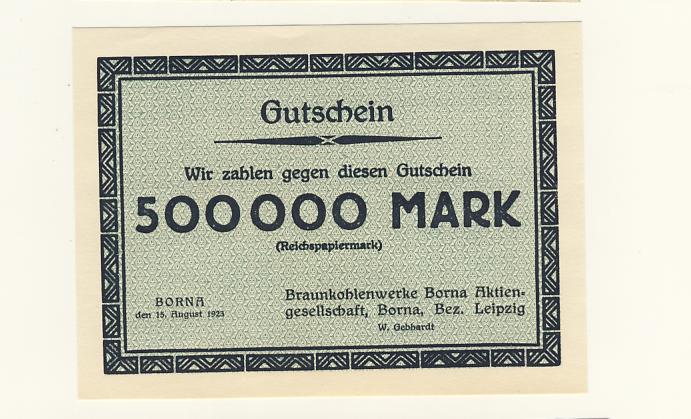 Gutschein
Wir zahlen gegen diesen Gutschein
500000 MARK
(Reichspapiermark)
BORNA
den 15. August 1923
Braunkohlenwerke Borna Aktien-
gesellschaft, Borna, Bez. Leipzig
W. Gebhardt